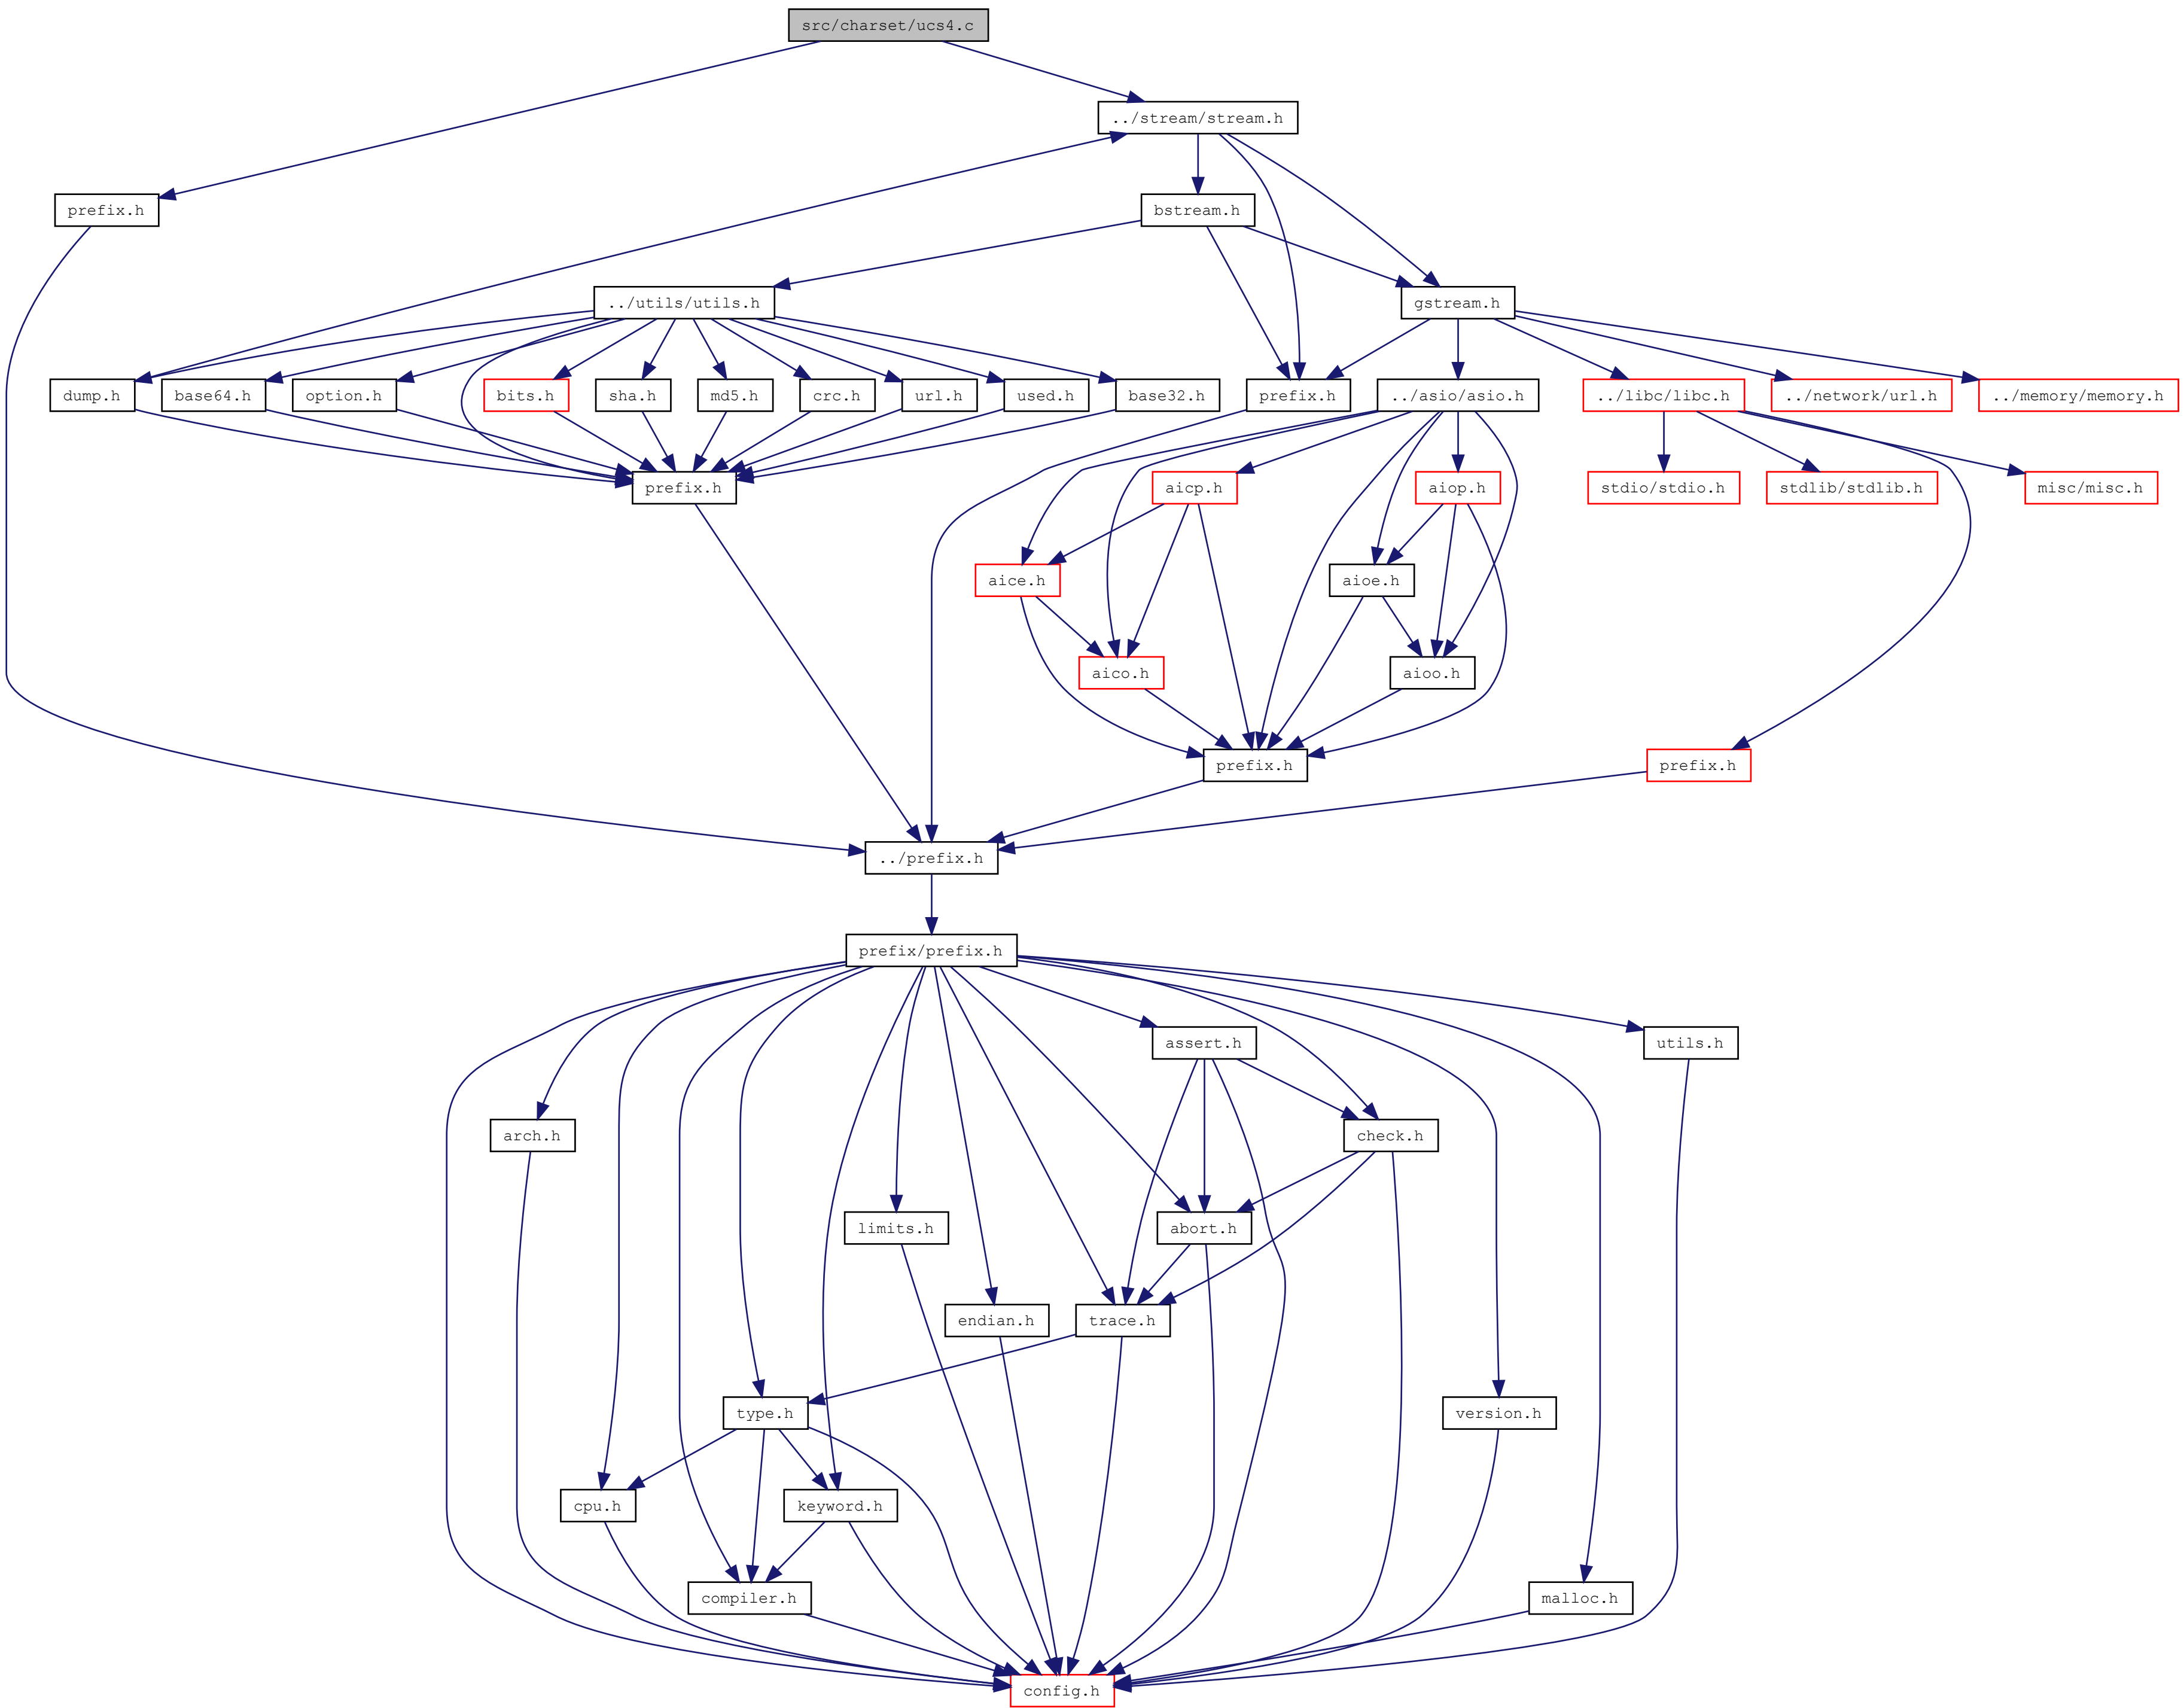 src/charset/ucs4.c
../stream/stream.h
prefix.h
bstream.h
../utils/utils.h
gstream.h
dump.h
base64.h
option.h
bits.h
sha.h
md5.h
crc.h
url.h
used.h
base32.h
prefix.h
../asio/asio.h
../libc/libc.h
../network/url.h
../memory/memory.h
prefix.h
aicp.h
aiop.h
stdio/stdio.h
stdlib/stdlib.h
misc/misc.h
aice.h
aioe.h
aico.h
aioo.h
prefix.h
prefix.h
../prefix.h
prefix/prefix.h
assert.h
utils.h
arch.h
check.h
limits.h
abort.h
endian.h
trace.h
type.h
version.h
cpu.h
keyword.h
compiler.h
malloc.h
config.h